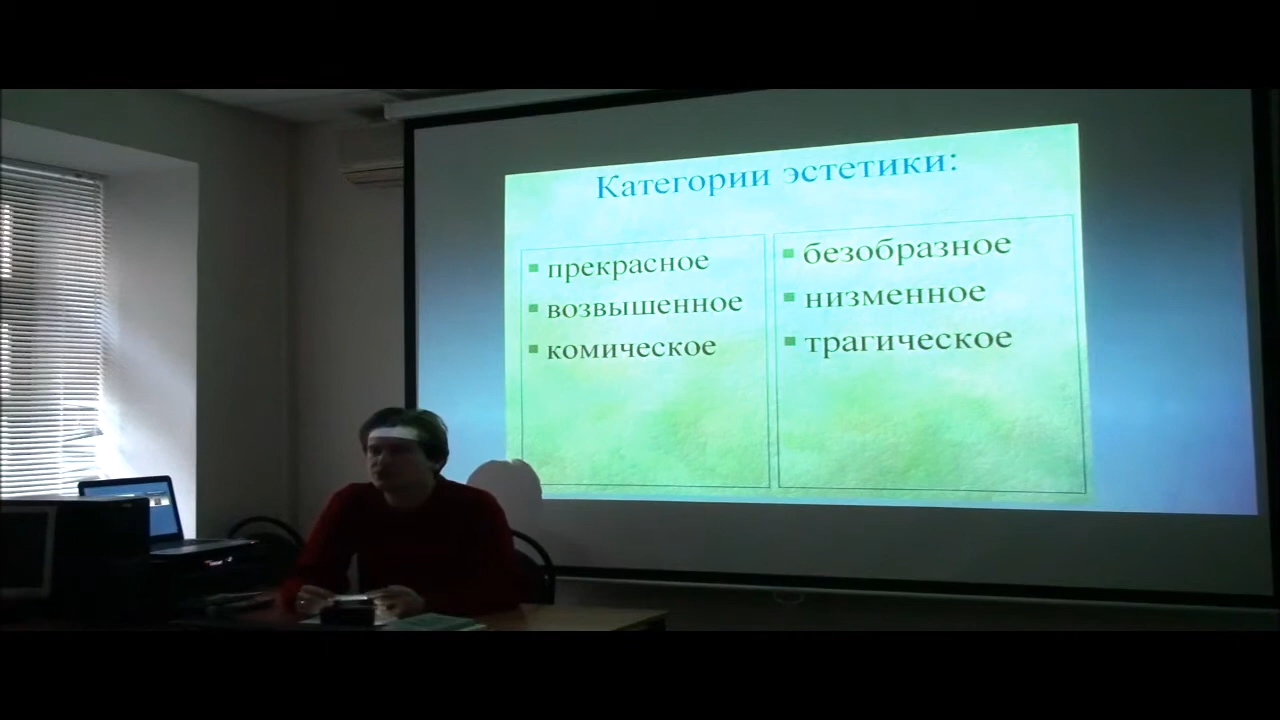 Категории эстетики:
прекрасное
возвышенное
комическое
безобразное
низменное
трагическое